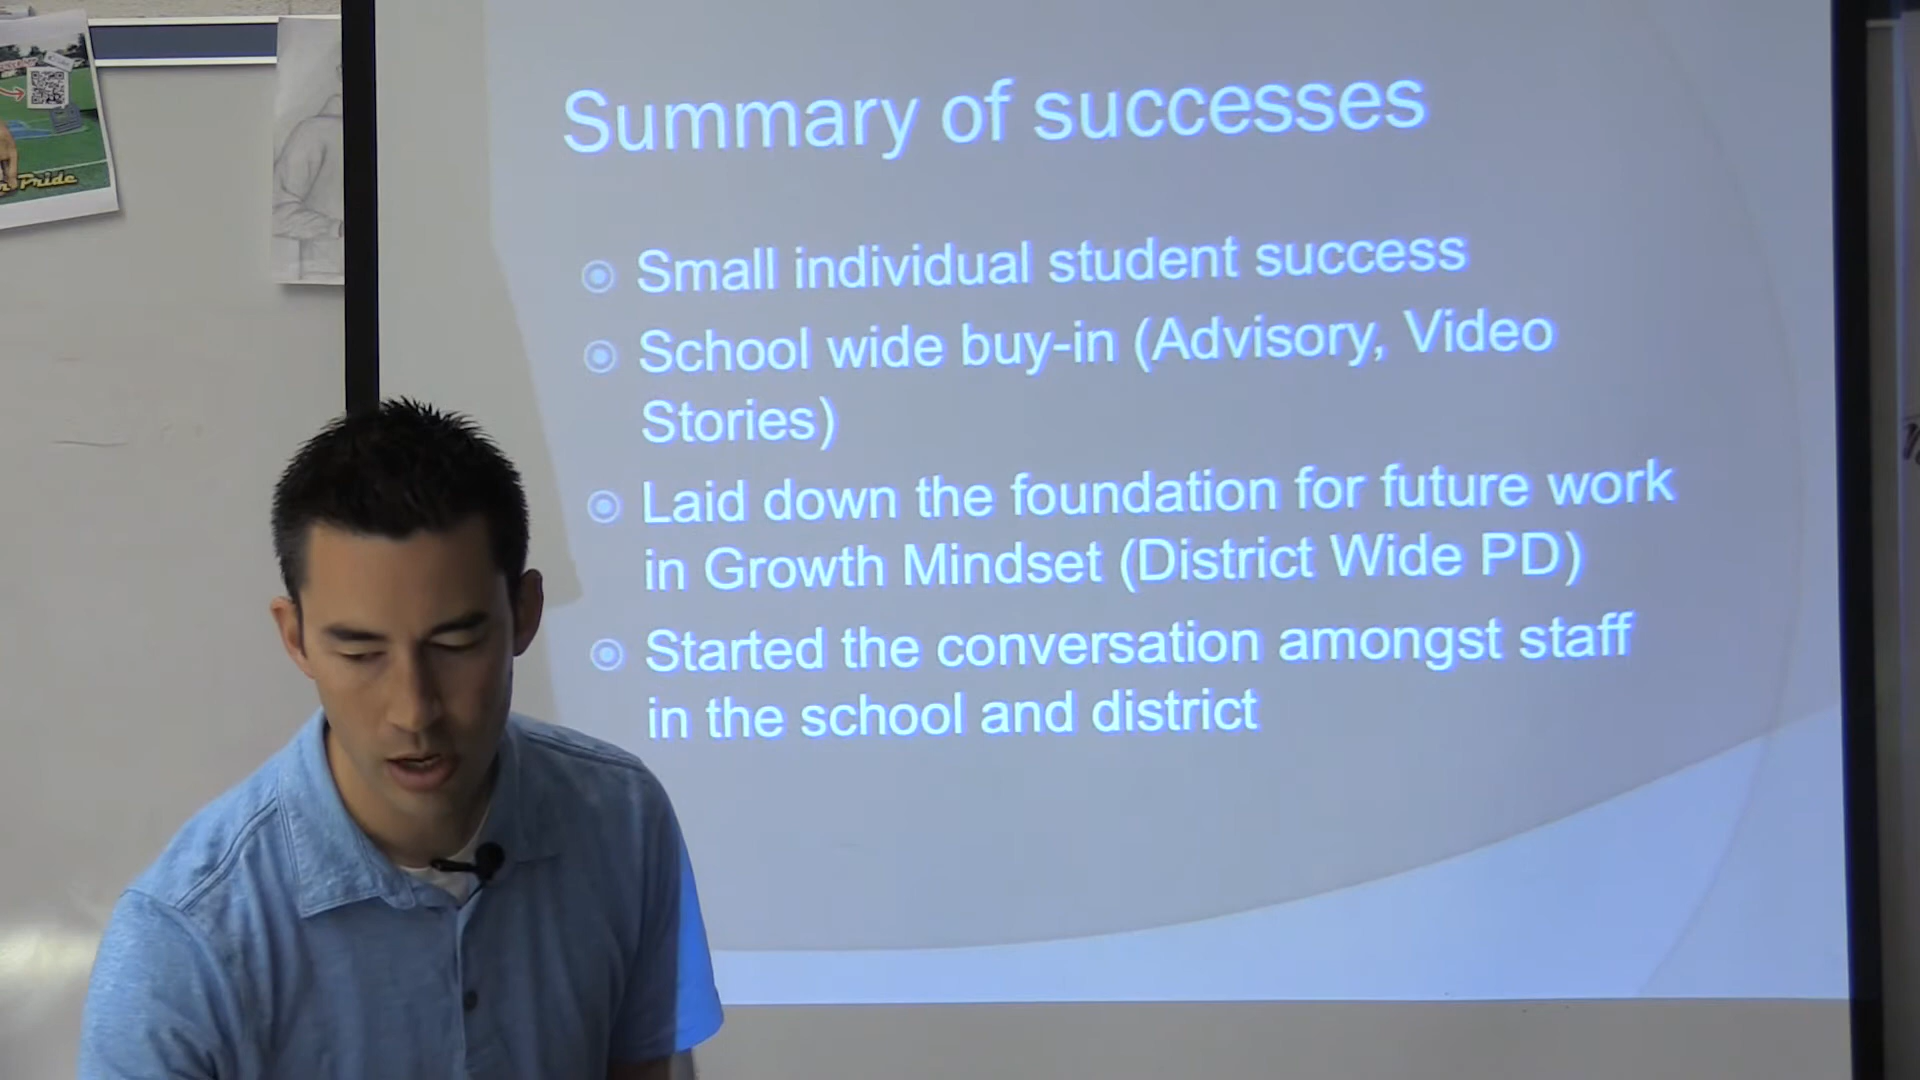 Summary of successes
Small individual student success
School wide buy-in (Advisory, Video
Stories)
Laid down the foundation for future work
in Growth Mindset (District Wide PD)
Started the conversation amongst staff
in the school and district
Pride